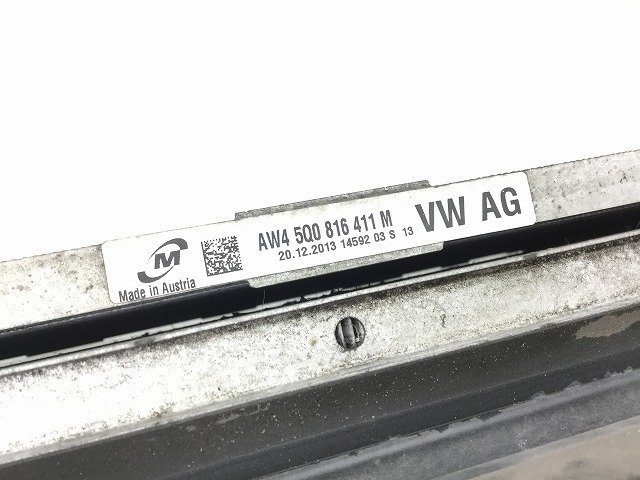 M
Made in Austria
AW4 5Q0 816 411 M
20.12.2013 14592 03 S 13
VW AG